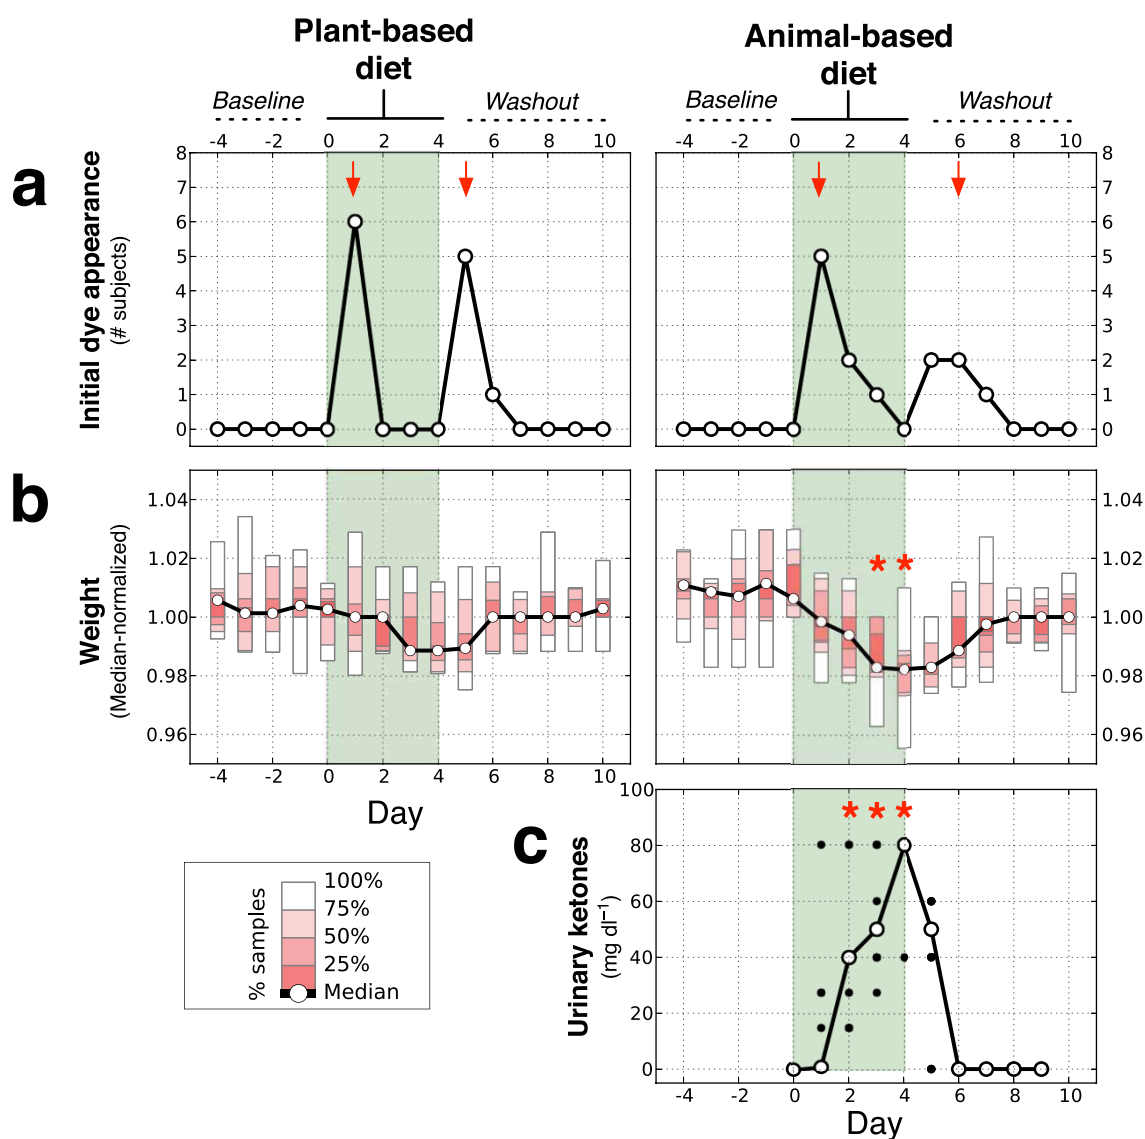 Plant-based
diet
Animal-based
diet
Baseline
Washout
Baseline
Washout
-4 -2 0 2 4 6 8 10
-4 -2 0 2 4 6 8 10
a
Initial dye appearance
(# subjects)
8
7
6
5
4
3
2
1
0
8
7
6
5
4
3
2
1
0
b
Weight
(Median-normalized)
1.04
1.02
1.00
0.98
0.96
1.04
1.02
1.00
0.98
0.96
* *
-4 -2 0 2 4 6 8 10
Day
c
Urinary ketones
(mg dl⁻¹)
100
80
60
40
20
0
* * *
-4 -2 0 2 4 6 8 10
Day
% samples
100%
75%
50%
25%
Median